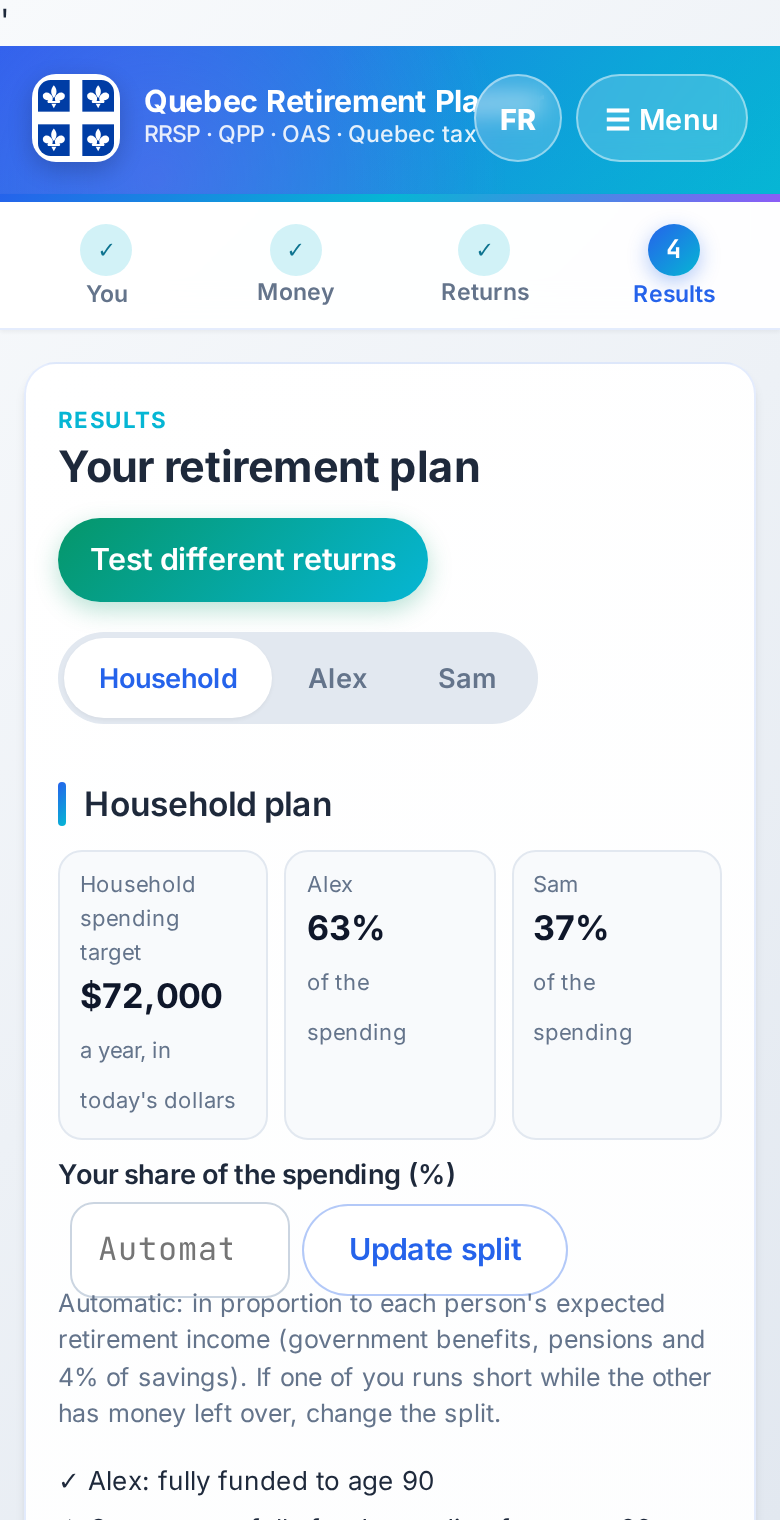 '
Quebec Retirement Pla
RRSP · QPP · OAS · Quebec tax
FR
☰ Menu
✓
✓
✓
4
You
Money
Returns
Results
RESULTS
Your retirement plan
Test different returns
Household
Alex
Sam
Household plan
Household
spending
target
$72,000
a year, in
today's dollars
Alex
63%
of the
spending
Sam
37%
of the
spending
Your share of the spending (%)
Automat
Update split
Automatic: in proportion to each person's expected
retirement income (government benefits, pensions and
4% of savings). If one of you runs short while the other
has money left over, change the split.
✓ Alex: fully funded to age 90